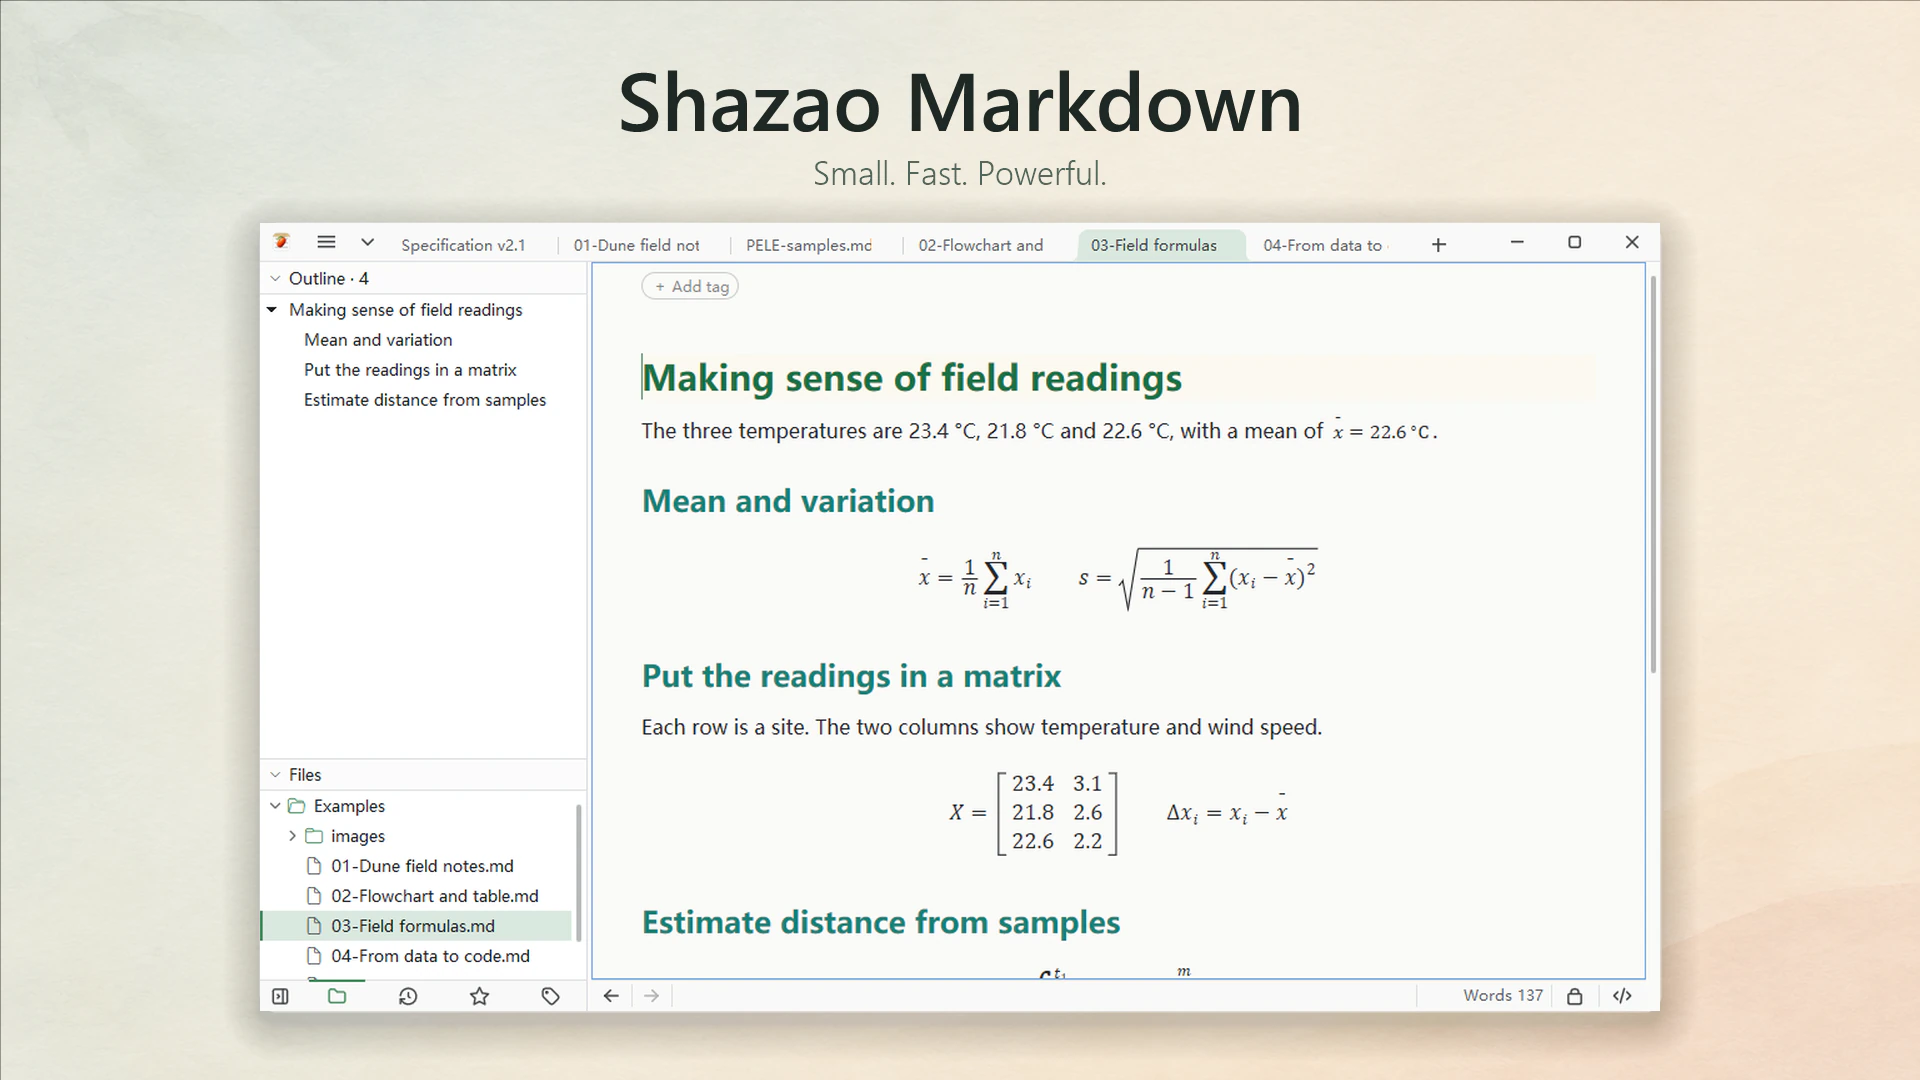 Shazao Markdown
Small. Fast. Powerful.
Specification v2.1
01-Dune field not
PELE-samples.md
02-Flowchart and
03-Field formulas
04-From data to
Outline · 4
Making sense of field readings
Mean and variation
Put the readings in a matrix
Estimate distance from samples
Files
Examples
images
01-Dune field notes.md
02-Flowchart and table.md
03-Field formulas.md
04-From data to code.md
+ Add tag
Making sense of field readings
The three temperatures are 23.4 °C, 21.8 °C and 22.6 °C, with a mean of x̄ = 22.6 °C.
Mean and variation
x̄ = 1/n ∑_{i=1}^{n} x_i    s = √(1/(n − 1) ∑_{i=1}^{n} (x_i − x̄)²)
Put the readings in a matrix
Each row is a site. The two columns show temperature and wind speed.
X = [23.4 3.1
21.8 2.6
22.6 2.2]    Δx_i = x_i − x̄
Estimate distance from samples
Words 137